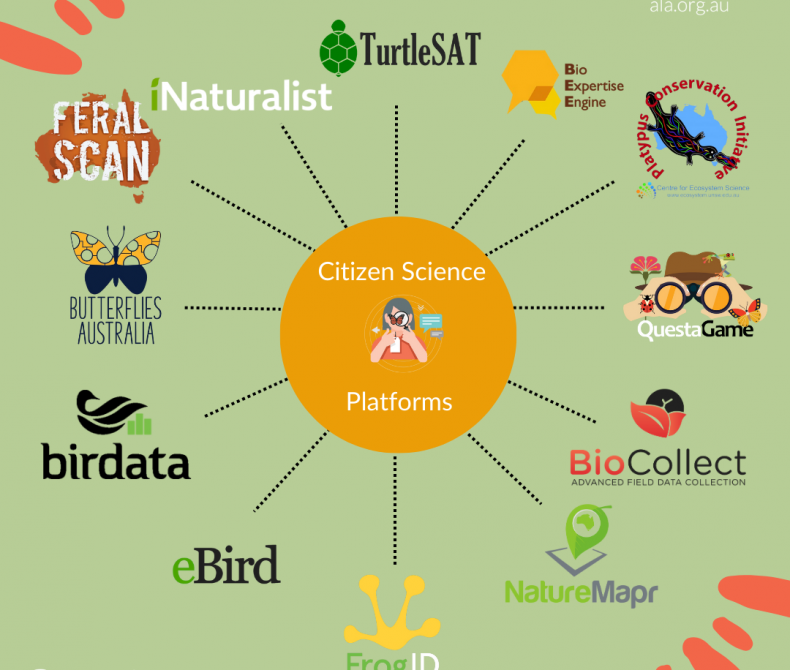 ala.org.au
TurtleSAT
iNaturalist
Bio
Expertise
Engine
FERAL
SCAN
Platypus Conservation Initiative
Centre for Ecosystem Science
Citizen Science
Platforms
BUTTERFLIES
AUSTRALIA
QuestaGame
birdata
BioCollect
ADVANCED FIELD DATA COLLECTION
eBird
NatureMapr
FrogID